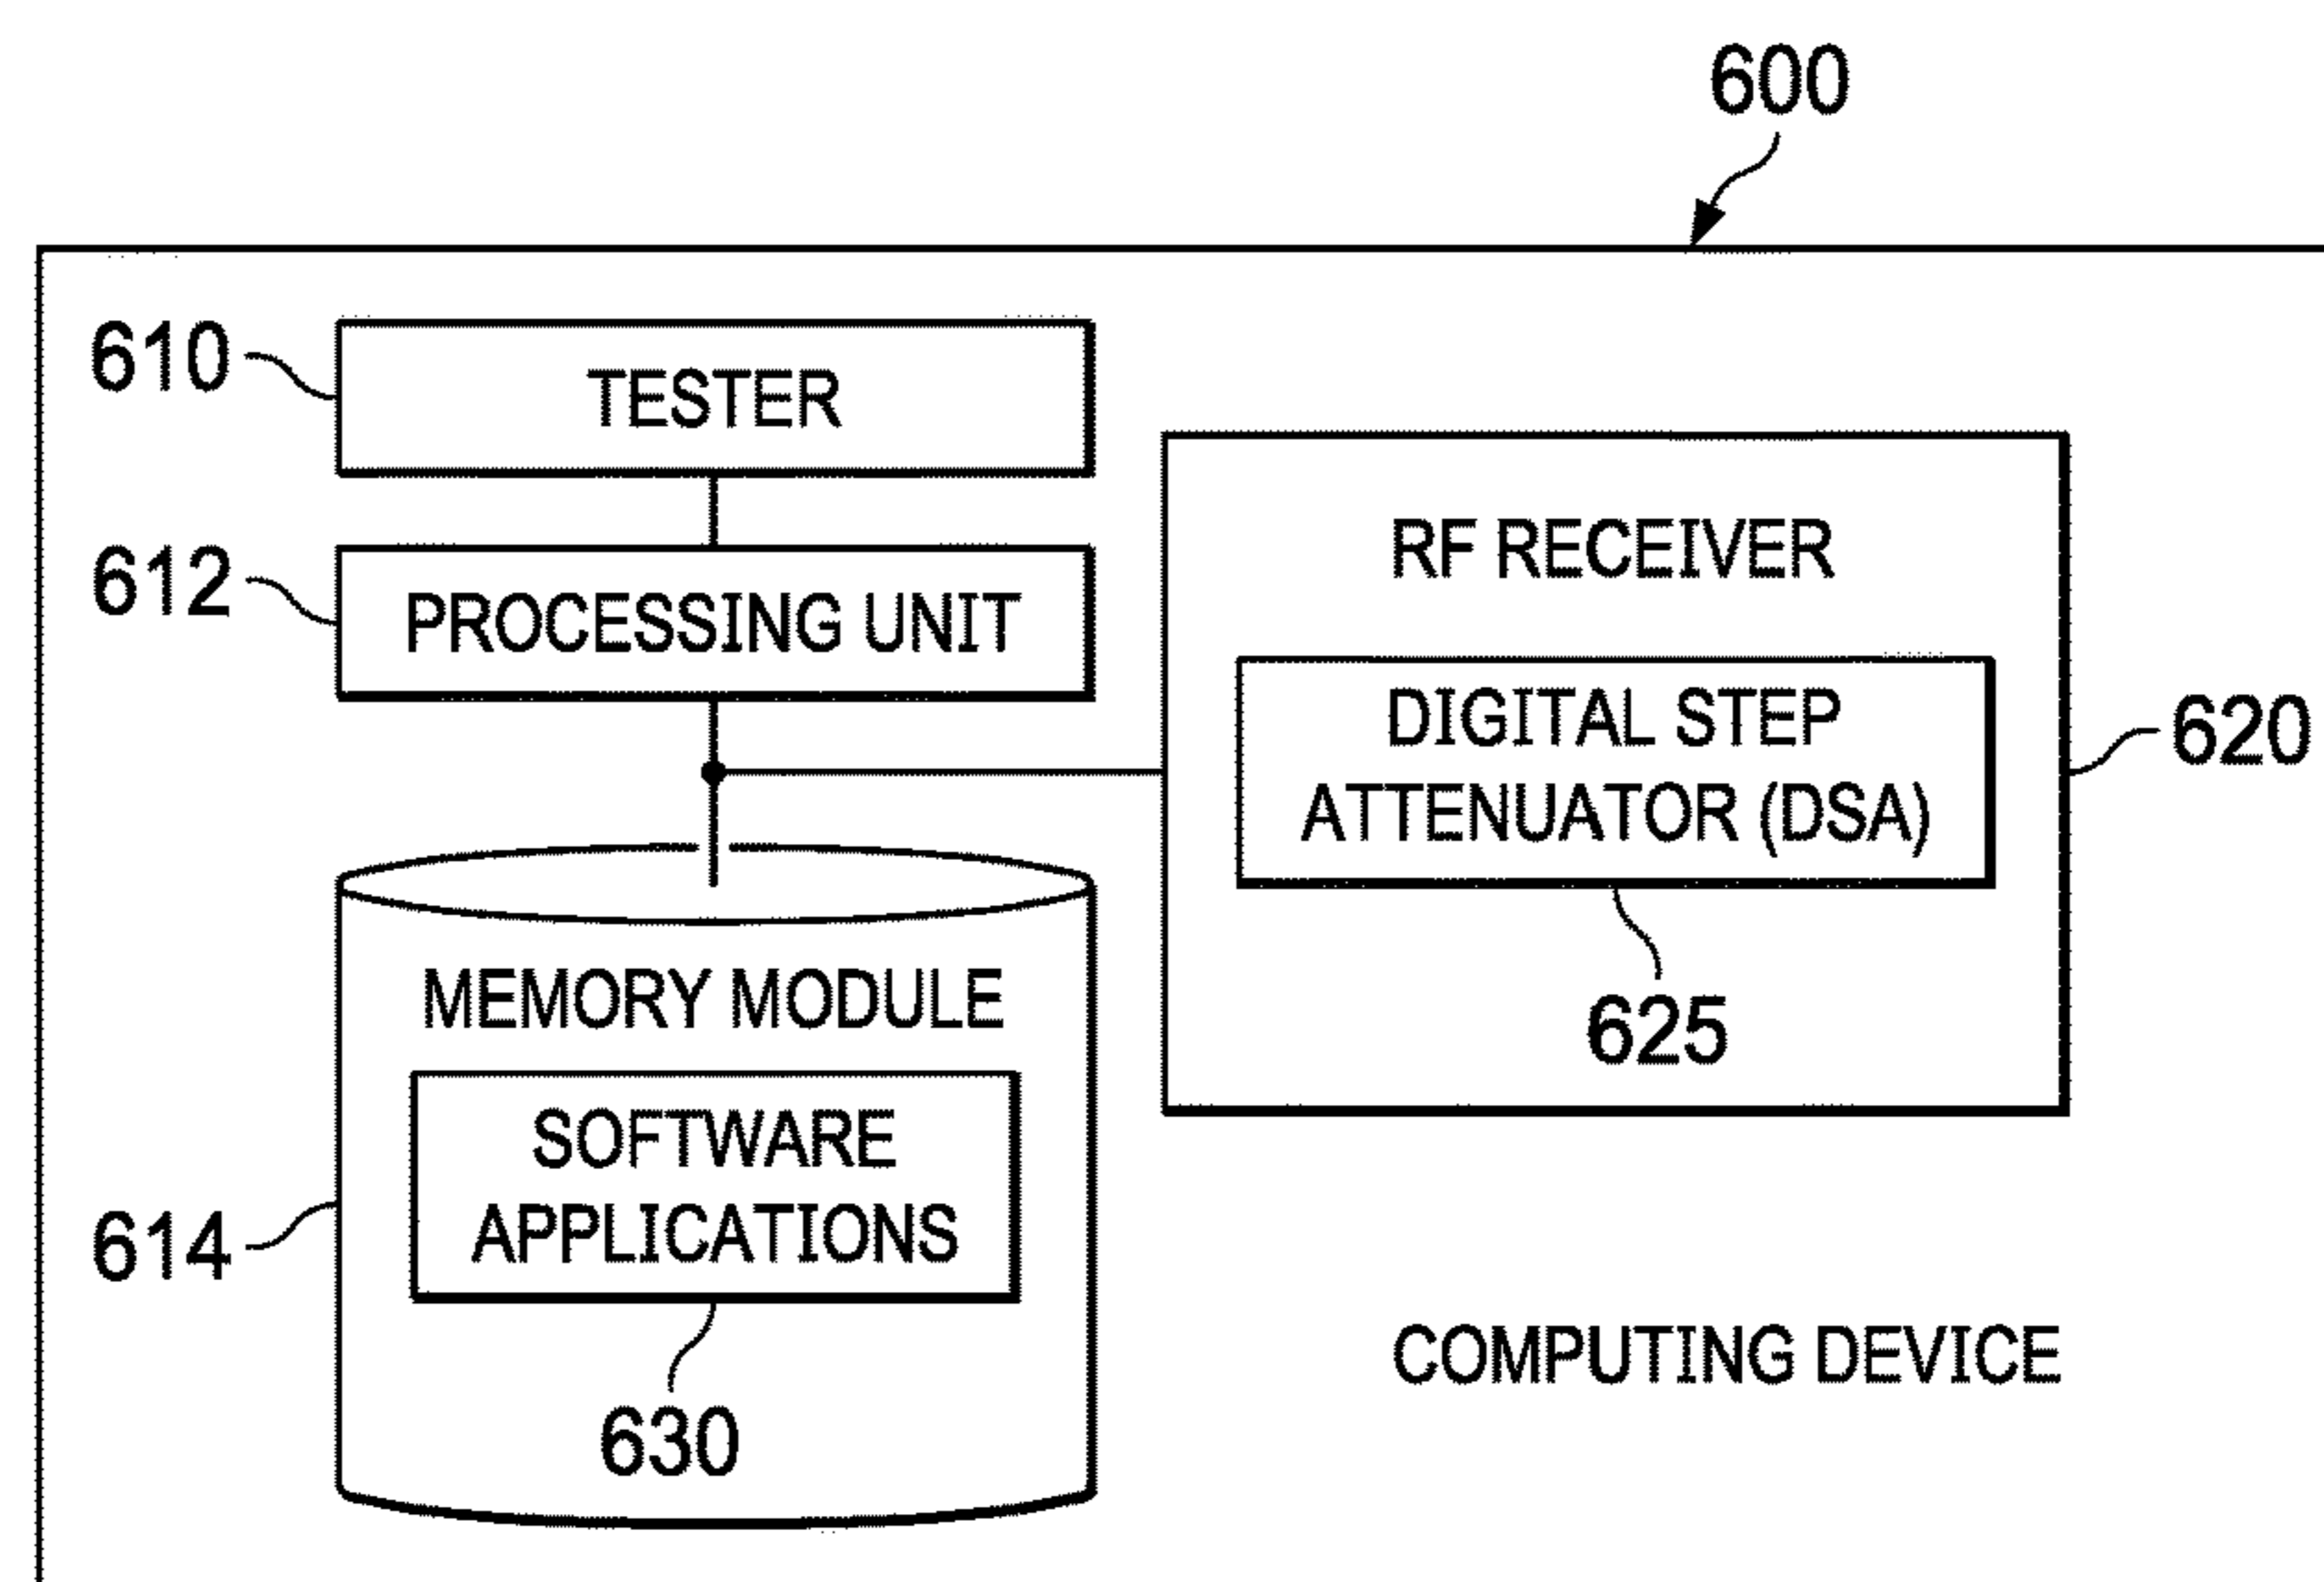 600
610
TESTER
612
PROCESSING UNIT
RF RECEIVER
DIGITAL STEP
ATTENUATOR (DSA)
620
625
MEMORY MODULE
SOFTWARE
APPLICATIONS
614
630
COMPUTING DEVICE